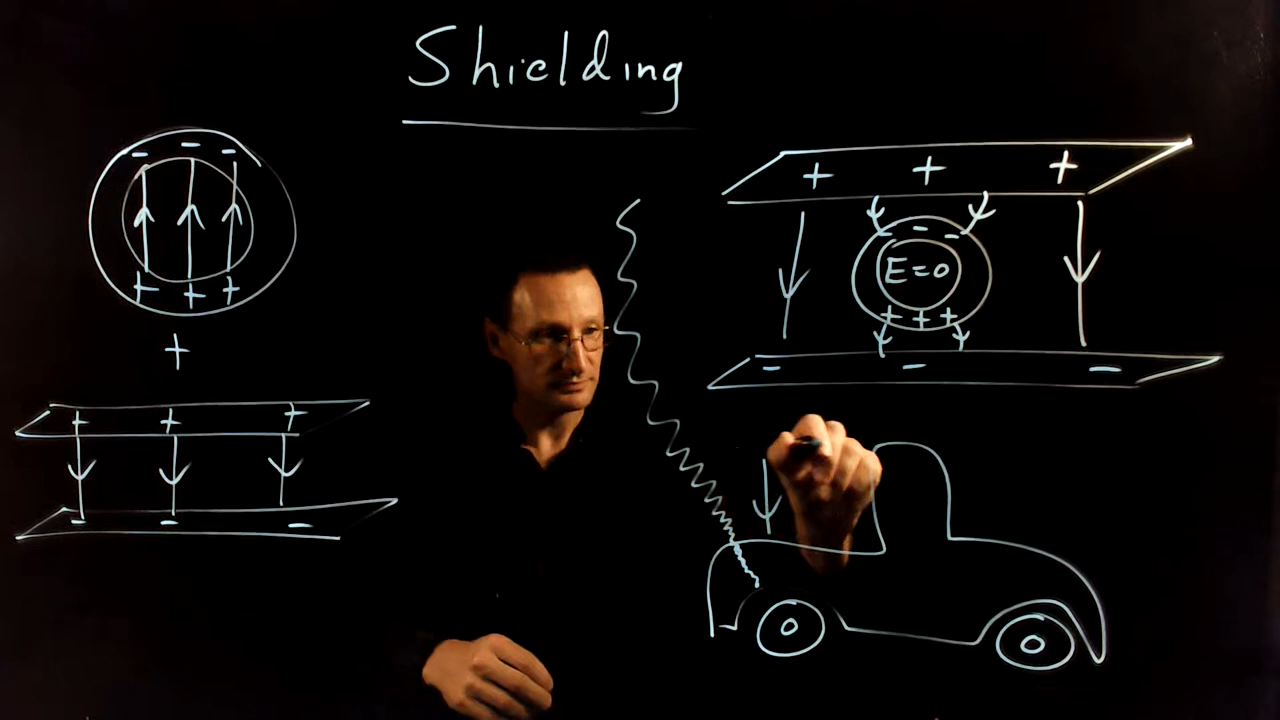 Shielding
- - -
+ + +
+
+ + +
- - -
+ + +
- - -
E=0
+ + +
- - -